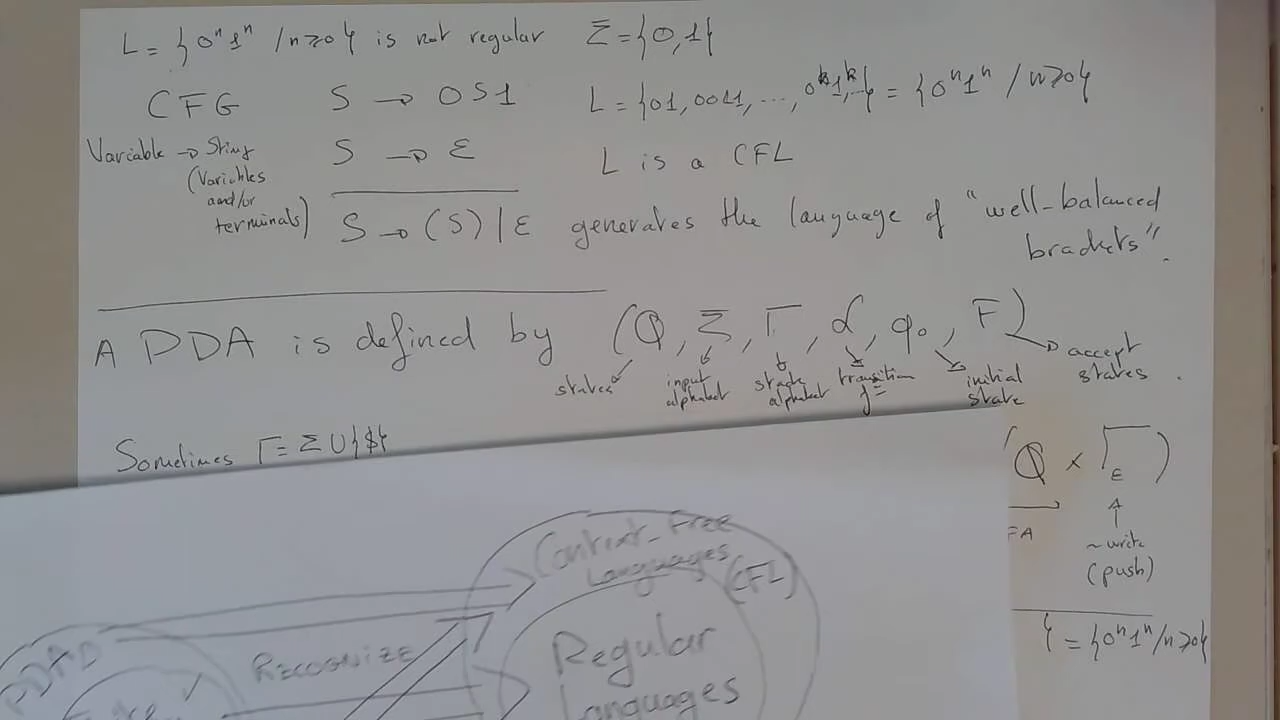 L = {0ⁿ1ⁿ / n≥0} is not regular Σ = {0,1}
CFG S → 0S1 L = {01, 0011, ..., 0ᵏ1ᵏ, ...} = {0ⁿ1ⁿ / n≥0}
Variable → String S → ε L is a CFL
(Variables
and/or
terminals) S → (S) | ε generates the language of "well-balanced
brackets".
A PDA is defined by (Q, Σ, Γ, δ, q₀, F)
states input alphabet stack alphabet transition fⁿ initial state accept states.
Sometimes Γ = Σ ∪ {$}
(Q × Γε)
FA ~write
(push)
} = {0ⁿ1ⁿ / n≥0}
Context-Free
Languages
(CFL)
PDA
RECOGNIZE
Regular
Languages